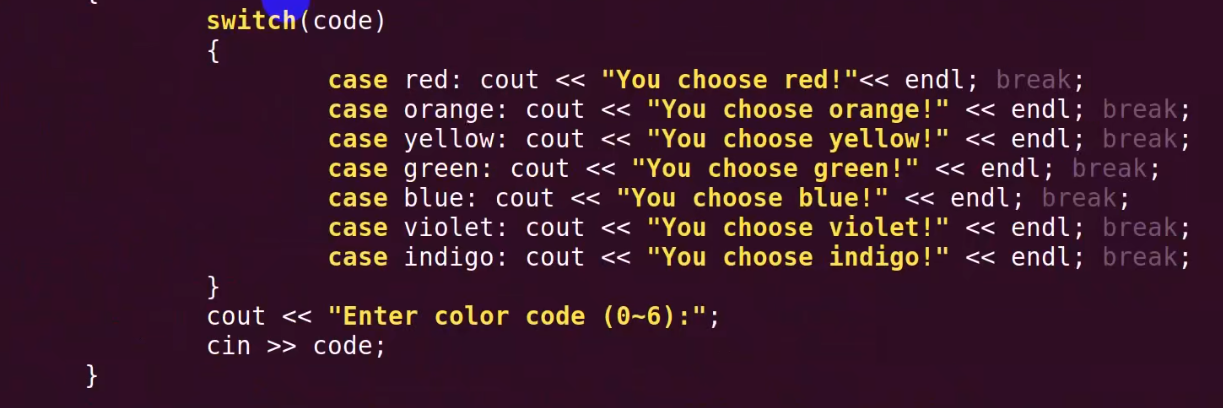 {
switch(code)
{
case red: cout << "You choose red!"<< endl; break;
case orange: cout << "You choose orange!" << endl; break;
case yellow: cout << "You choose yellow!" << endl; break;
case green: cout << "You choose green!" << endl; break;
case blue: cout << "You choose blue!" << endl; break;
case violet: cout << "You choose violet!" << endl; break;
case indigo: cout << "You choose indigo!" << endl; break;
}
cout << "Enter color code (0~6):";
cin >> code;
}